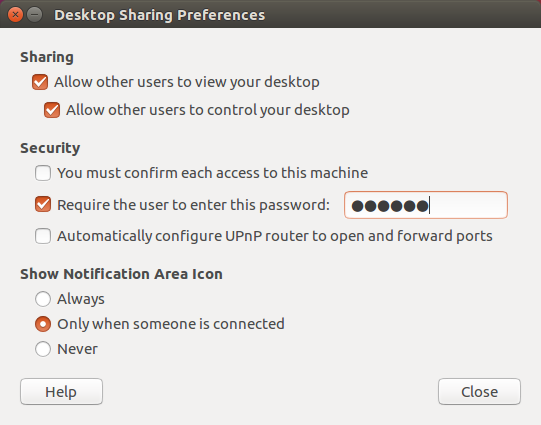 Desktop Sharing Preferences
Sharing
Allow other users to view your desktop
Allow other users to control your desktop
Security
You must confirm each access to this machine
Require the user to enter this password: ●●●●●●
Automatically configure UPnP router to open and forward ports
Show Notification Area Icon
Always
Only when someone is connected
Never
Help Close